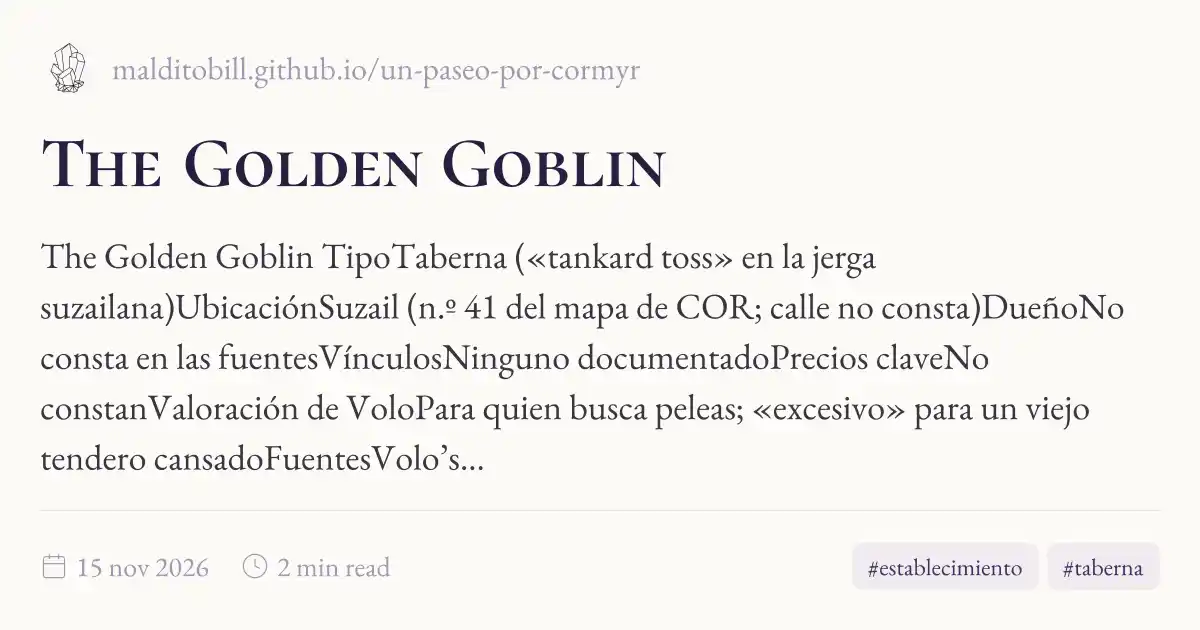 malditobill.github.io/un-paseo-por-cormyr
The Golden Goblin
The Golden Goblin TipoTaberna («tankard toss» en la jerga
suzailana)UbicaciónSuzail (n.º 41 del mapa de COR; calle no consta)DueñoNo
consta en las fuentesVínculosNinguno documentadoPrecios claveNo
constanValoración de VoloPara quien busca peleas; «excesivo» para un viejo
tendero cansadoFuentesVolo’s...
15 nov 2026 2 min read #establecimiento #taberna